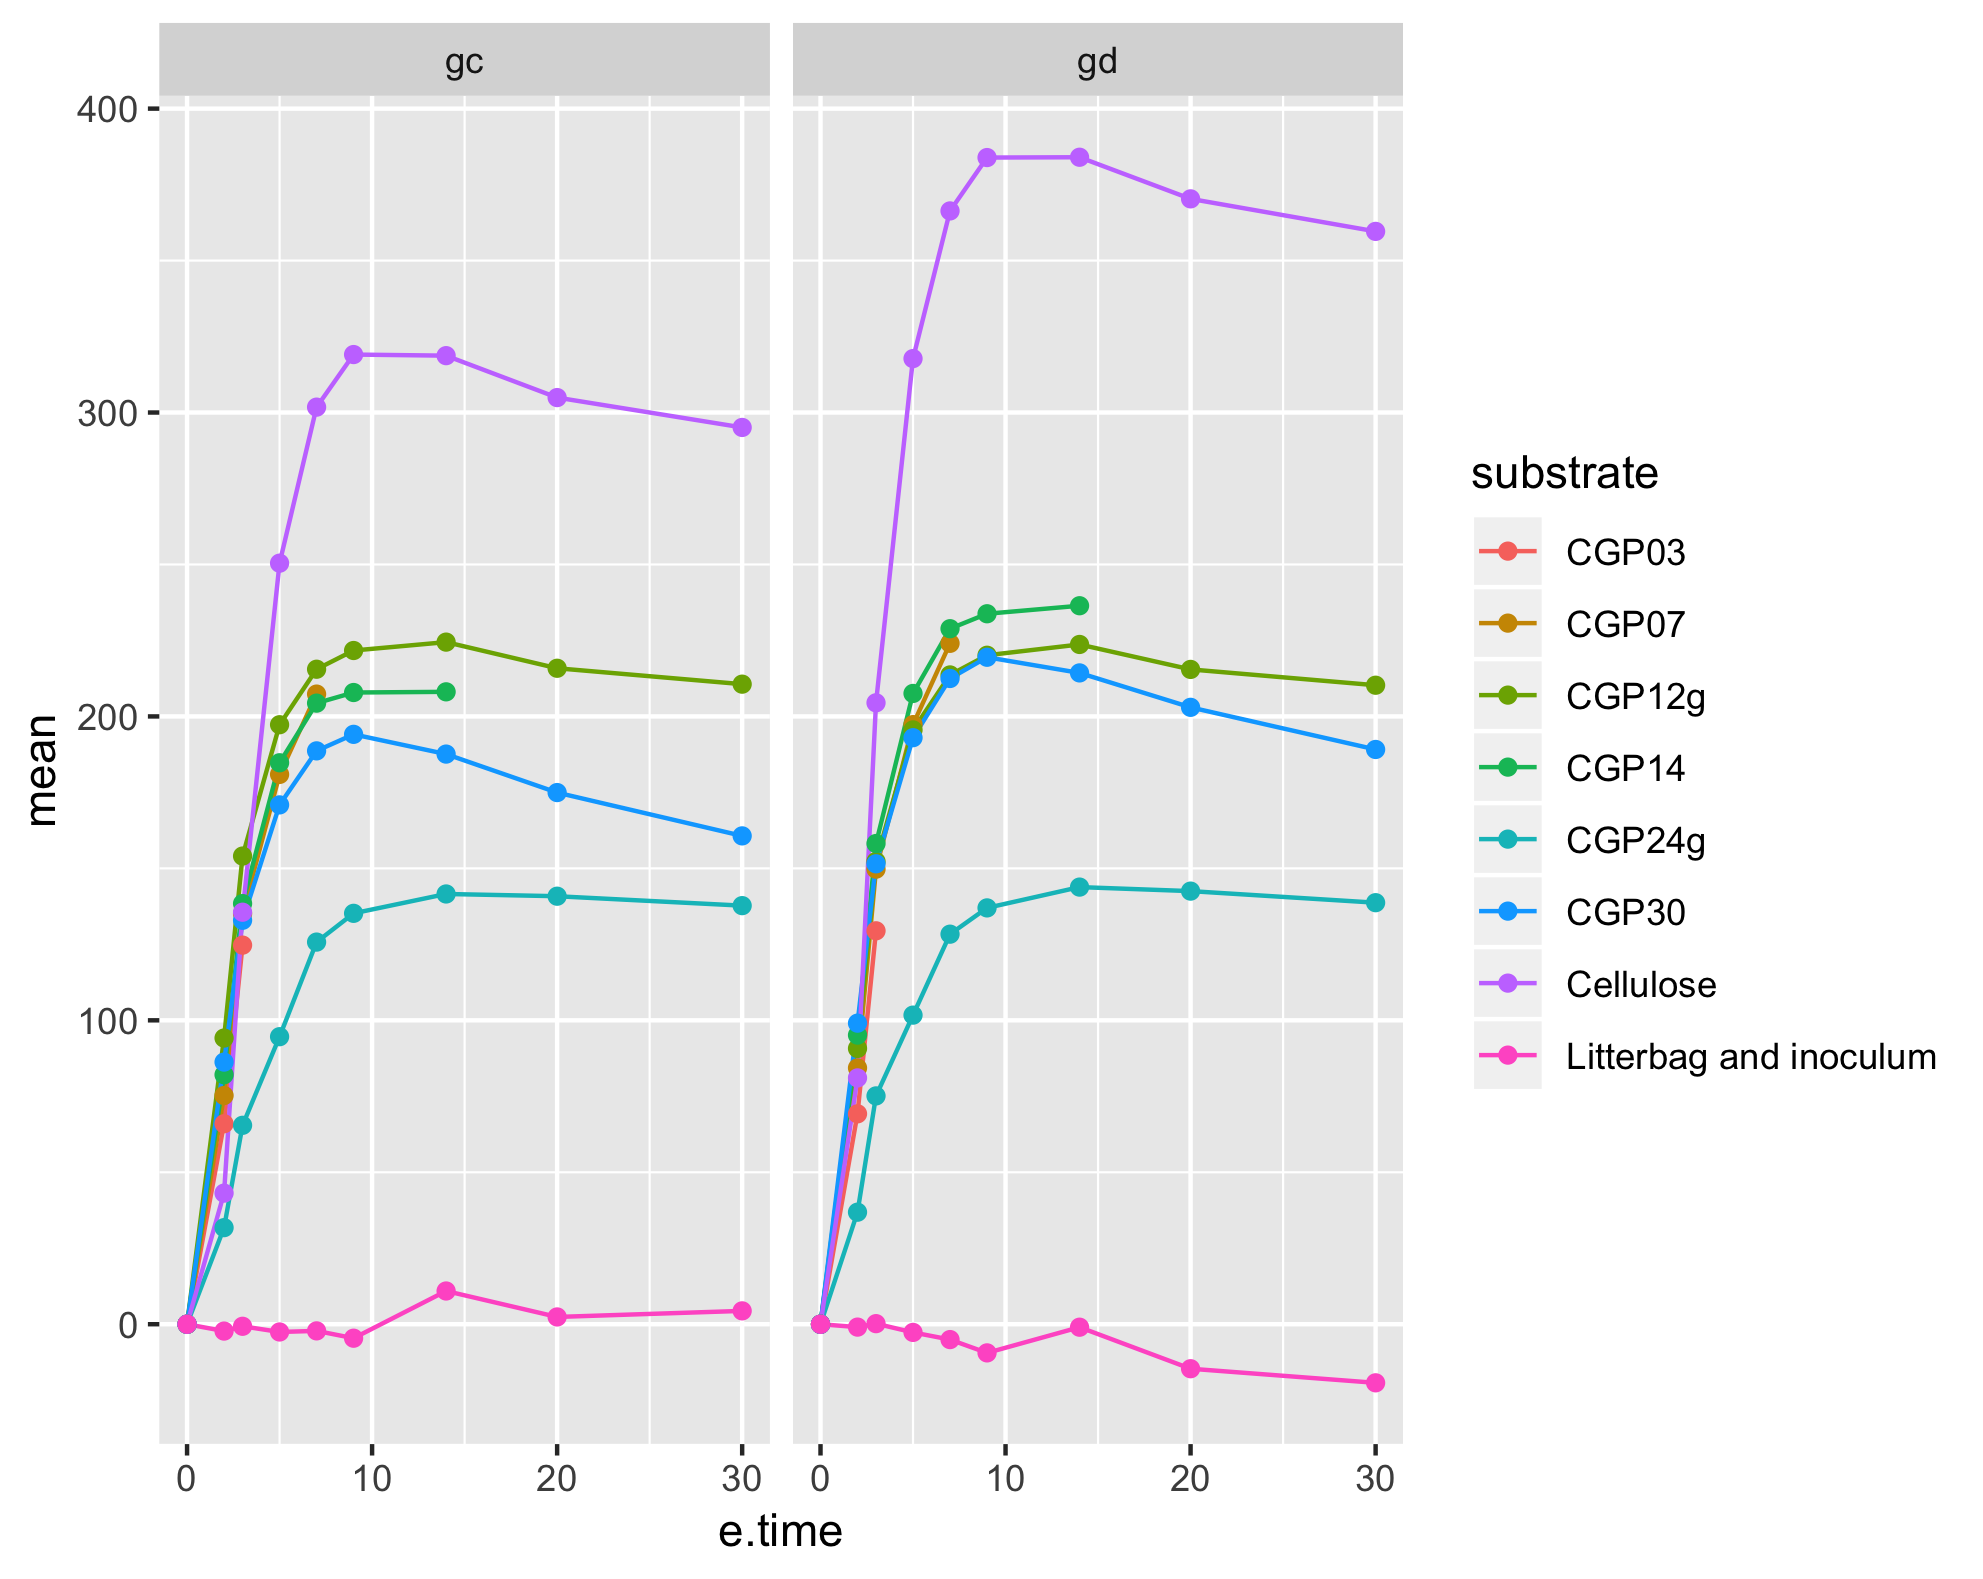 gc
gd
400
300
200
100
0
mean
0 10 20 30
0 10 20 30
e.time
substrate
CGP03
CGP07
CGP12g
CGP14
CGP24g
CGP30
Cellulose
Litterbag and inoculum